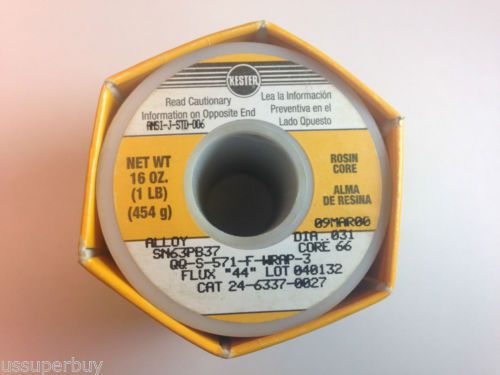 KESTER
Read Cautionary
Information on Opposite End
ANSI-J-STD-006
Lea la Información
Preventiva en el
Lado Qpuesto
NET WT
16 OZ.
(1 LB)
(454 g)
ROSIN
CORE
ALMA
DE RESINA
09MAR00
ALLOY DIA .031
SN63PB37 CORE 66
QQ-S-571-F-WRAP-3
FLUX "44" LOT 040132
CAT 24-6337-0027
ussuperbuy